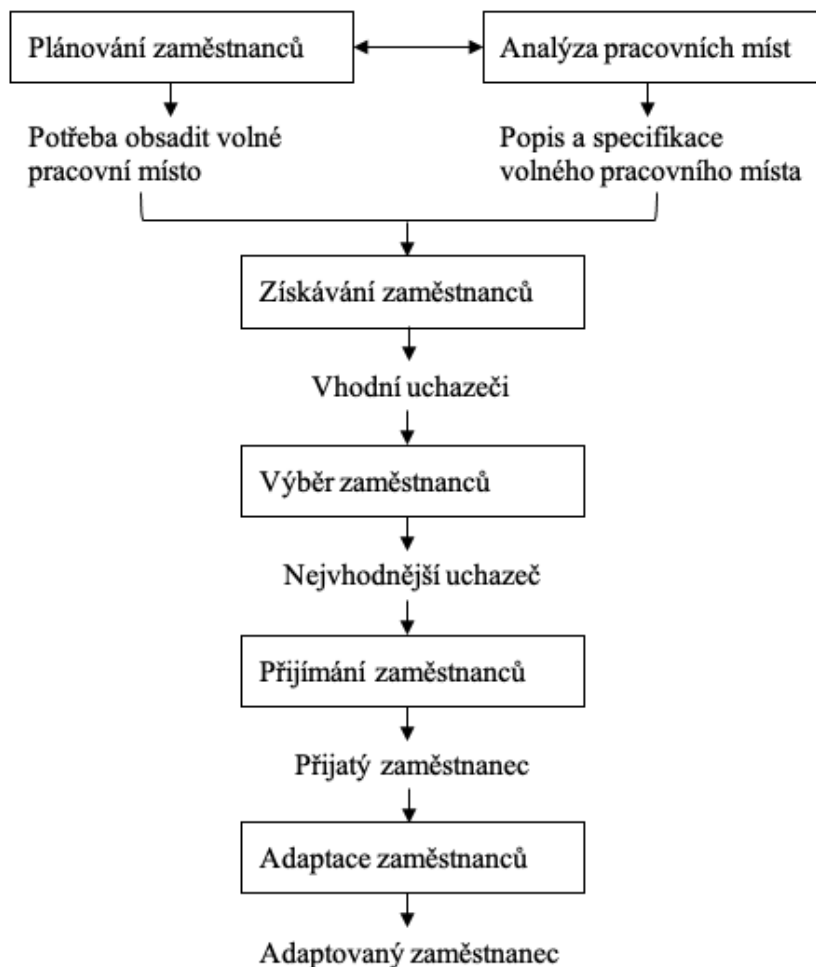 Plánování zaměstnanců
Analýza pracovních míst
Potřeba obsadit volné
pracovní místo
Popis a specifikace
volného pracovního místa
Získávání zaměstnanců
Vhodní uchazeči
Výběr zaměstnanců
Nejvhodnější uchazeč
Přijímání zaměstnanců
Přijatý zaměstnanec
Adaptace zaměstnanců
Adaptovaný zaměstnanec